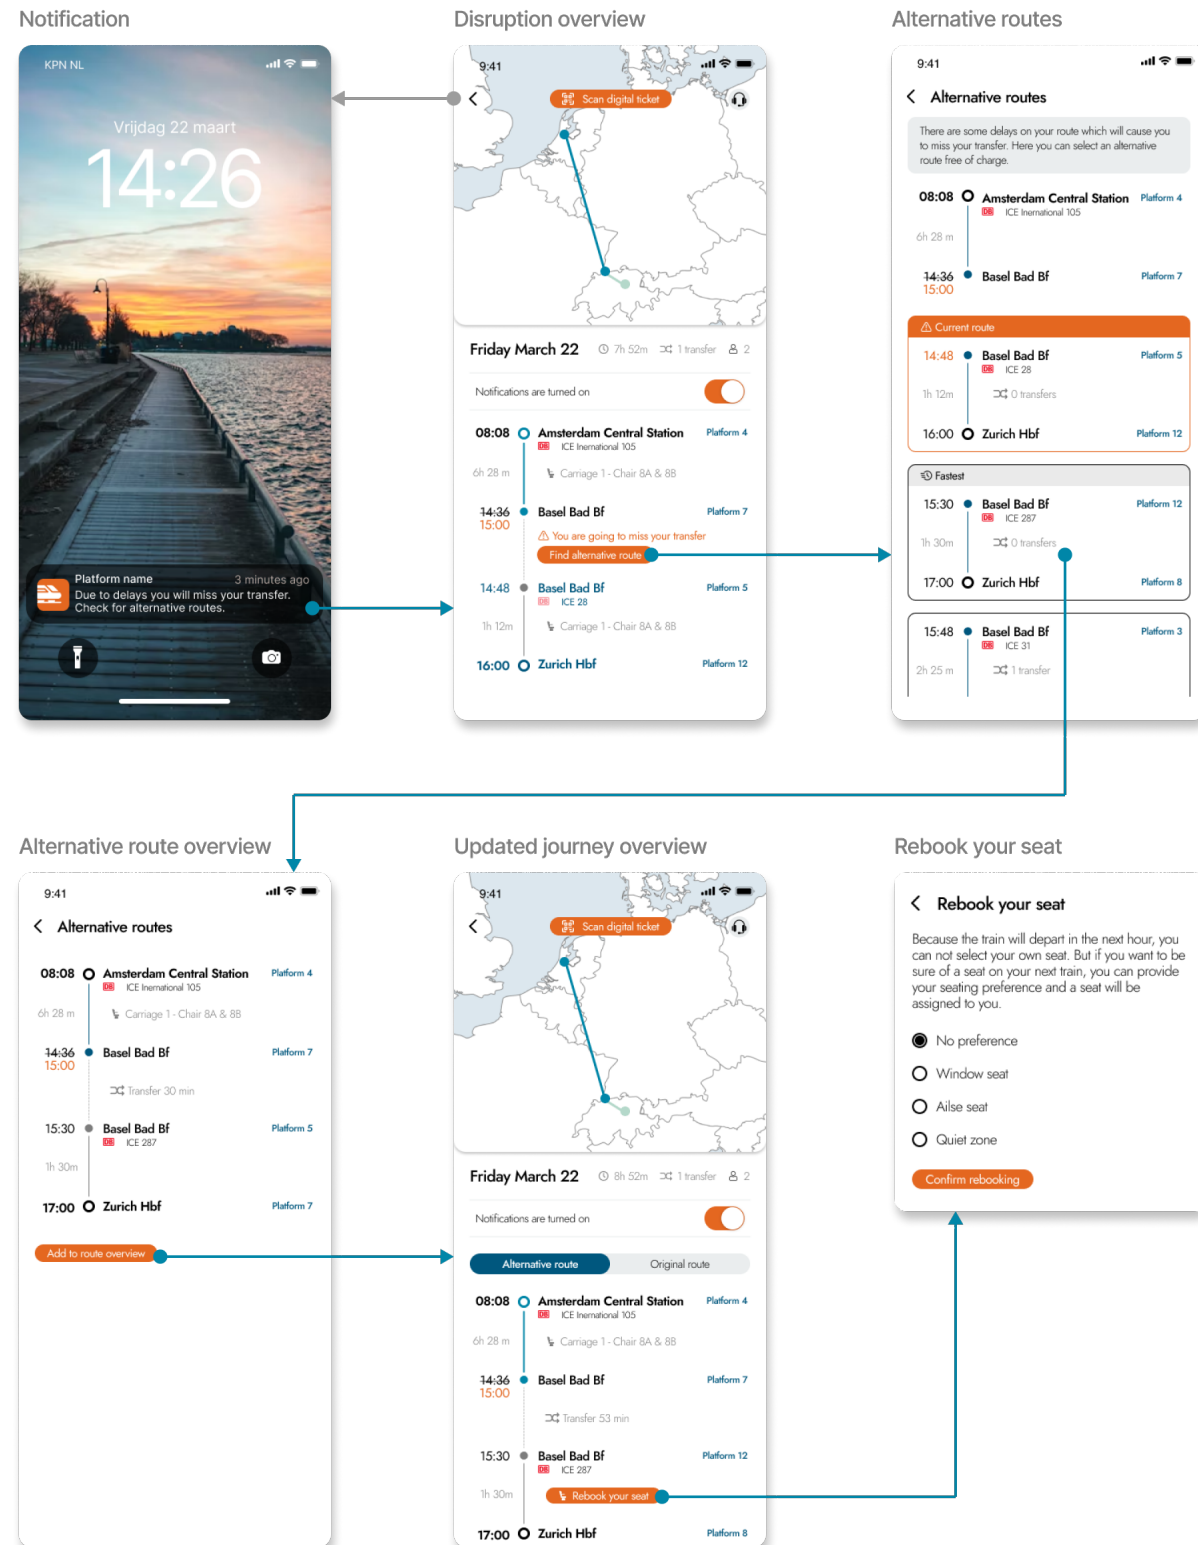 Notification
KPN NL
Vrijdag 22 maart
14:26
Platform name
3 minutes ago
Due to delays you will miss your transfer.
Check for alternative routes.
Disruption overview
9:41
Scan digital ticket
Friday March 22
7h 52m
1 transfer
2
Notifications are turned on
08:08
Amsterdam Central Station
Platform 4
DB
ICE Inernational 105
6h 28 m
Carriage 1 - Chair 8A & 8B
14:36
Basel Bad Bf
Platform 7
15:00
You are going to miss your transfer
Find alternative route
14:48
Basel Bad Bf
Platform 5
DB
ICE 28
1h 12m
Carriage 1 - Chair 8A & 8B
16:00
Zurich Hbf
Platform 12
Alternative routes
9:41
Alternative routes
There are some delays on your route which will cause you
to miss your transfer. Here you can select an alternative
route free of charge.
08:08
Amsterdam Central Station
Platform 4
DB
ICE Inernational 105
6h 28 m
14:36
Basel Bad Bf
Platform 7
15:00
Current route
14:48
Basel Bad Bf
Platform 5
DB
ICE 28
1h 12m
0 transfers
16:00
Zurich Hbf
Platform 12
Fastest
15:30
Basel Bad Bf
Platform 12
DB
ICE 287
1h 30m
0 transfers
17:00
Zurich Hbf
Platform 8
15:48
Basel Bad Bf
Platform 3
DB
ICE 31
2h 25 m
1 transfer
Alternative route overview
9:41
Alternative routes
08:08
Amsterdam Central Station
Platform 4
DB
ICE Inernational 105
6h 28 m
Carriage 1 - Chair 8A & 8B
14:36
Basel Bad Bf
Platform 7
15:00
Transfer 30 min
15:30
Basel Bad Bf
Platform 5
DB
ICE 287
1h 30m
17:00
Zurich Hbf
Platform 7
Add to route overview
Updated journey overview
9:41
Scan digital ticket
Friday March 22
8h 52m
1 transfer
2
Notifications are turned on
Alternative route
Original route
08:08
Amsterdam Central Station
Platform 4
DB
ICE Inernational 105
6h 28 m
Carriage 1 - Chair 8A & 8B
14:36
Basel Bad Bf
Platform 7
15:00
Transfer 53 min
15:30
Basel Bad Bf
Platform 12
DB
ICE 287
1h 30m
Rebook your seat
17:00
Zurich Hbf
Platform 8
Rebook your seat
Rebook your seat
Because the train will depart in the next hour, you
can not select your own seat. But if you want to be
sure of a seat on your next train, you can provide
your seating preference and a seat will be
assigned to you.
No preference
Window seat
Ailse seat
Quiet zone
Confirm rebooking